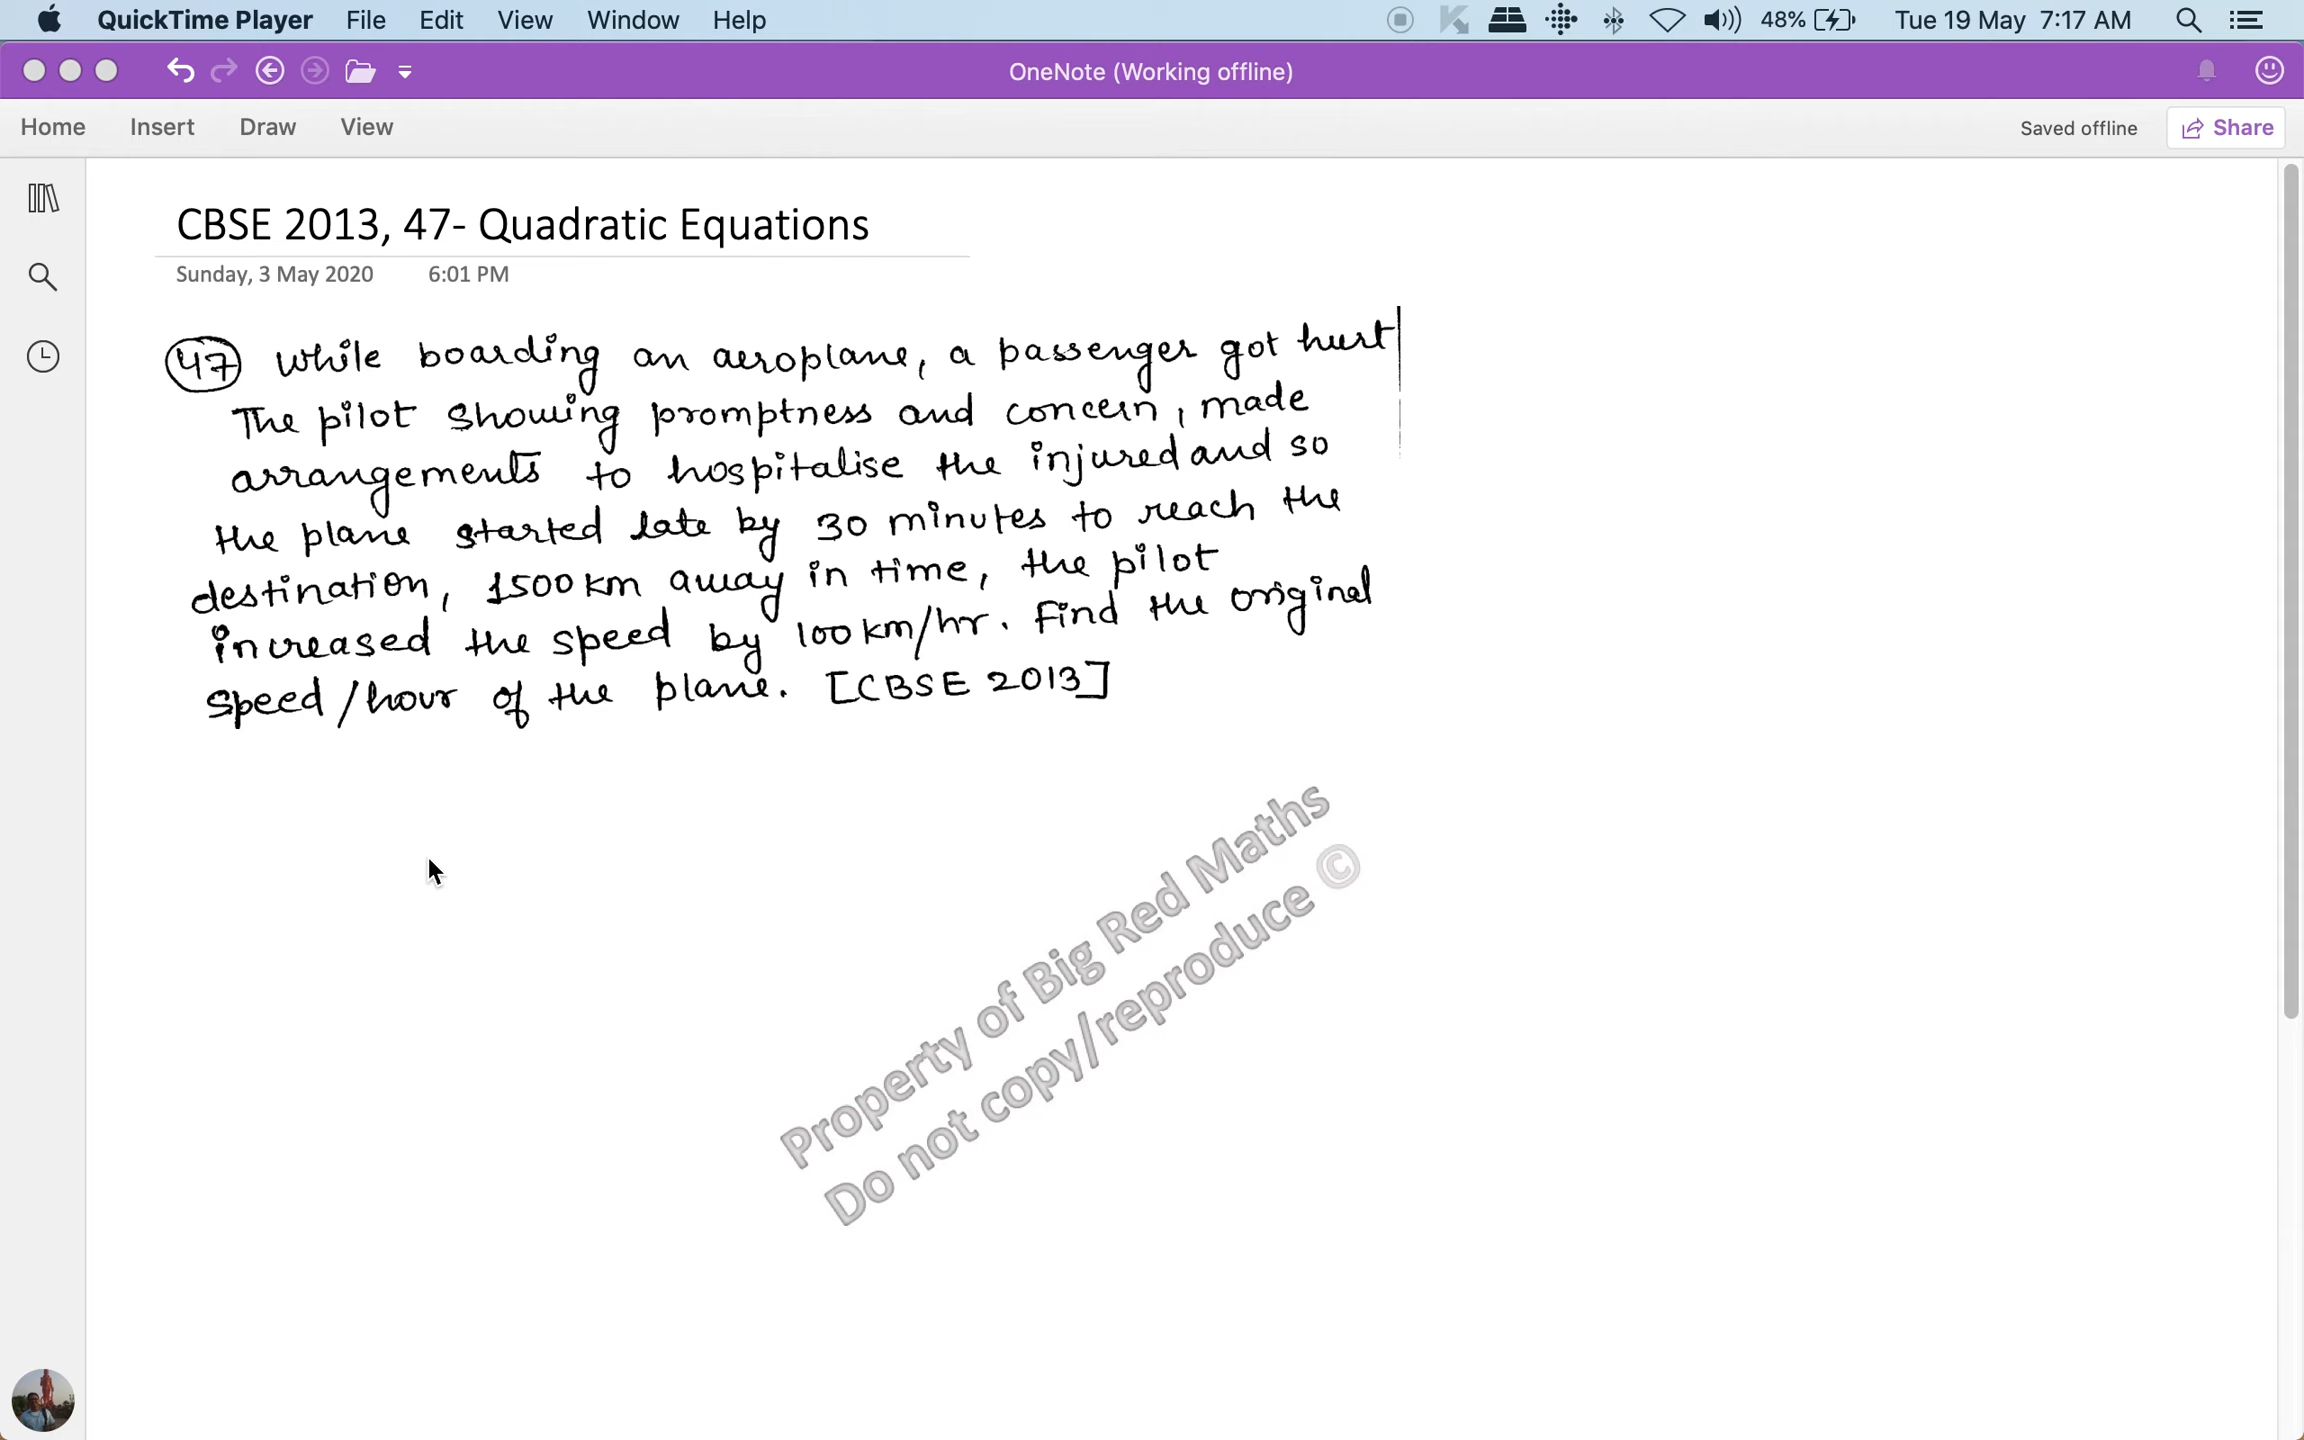 QuickTime Player File Edit View Window Help 48% Tue 19 May 7:17 AM
OneNote (Working offline)
Home Insert Draw View Saved offline Share
CBSE 2013, 47- Quadratic Equations
Sunday, 3 May 2020 6:01 PM
47 While boarding an aeroplane, a passenger got hurt
The pilot showing promptness and concern, made
arrangements to hospitalise the injured and so
the plane started late by 30 minutes to reach the
destination, 1500 km away in time, the pilot
increased the speed by 100 km/hr. Find the original
speed/hour of the plane. [CBSE 2013]
Property of Big Red Maths
Do not copy/reproduce ©